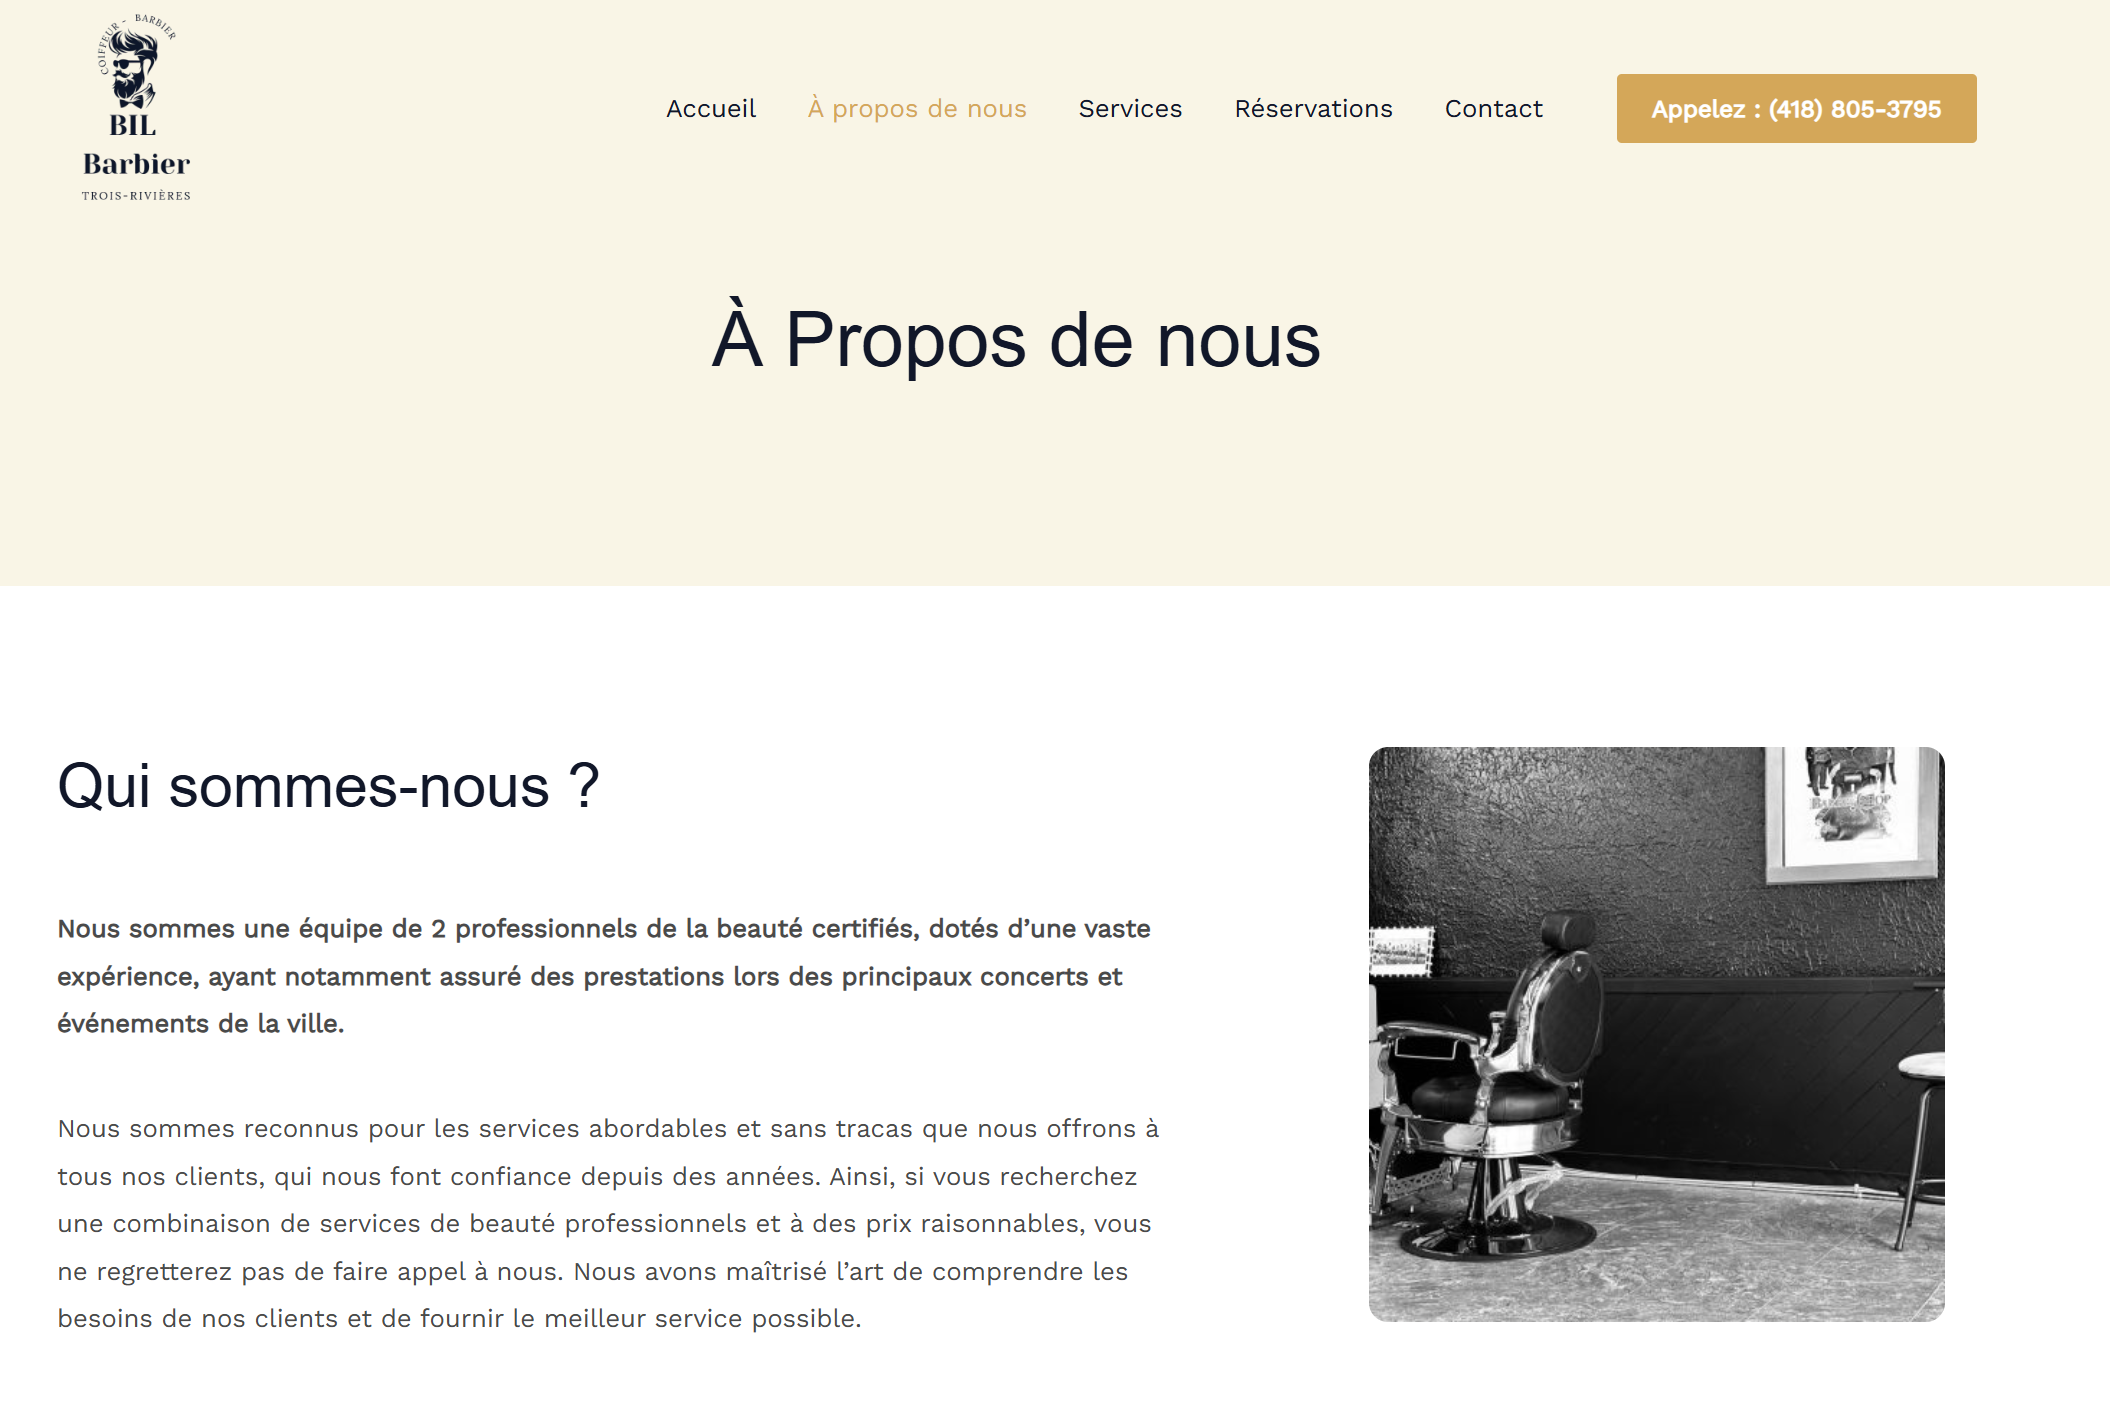 COIFFEUR - BARBIER
BIL
Barbier
TROIS-RIVIÈRES
Accueil
À propos de nous
Services
Réservations
Contact
Appelez : (418) 805-3795
À Propos de nous
Qui sommes-nous ?
Nous sommes une équipe de 2 professionnels de la beauté certifiés, dotés d’une vaste
expérience, ayant notamment assuré des prestations lors des principaux concerts et
événements de la ville.
Nous sommes reconnus pour les services abordables et sans tracas que nous offrons à
tous nos clients, qui nous font confiance depuis des années. Ainsi, si vous recherchez
une combinaison de services de beauté professionnels et à des prix raisonnables, vous
ne regretterez pas de faire appel à nous. Nous avons maîtrisé l’art de comprendre les
besoins de nos clients et de fournir le meilleur service possible.